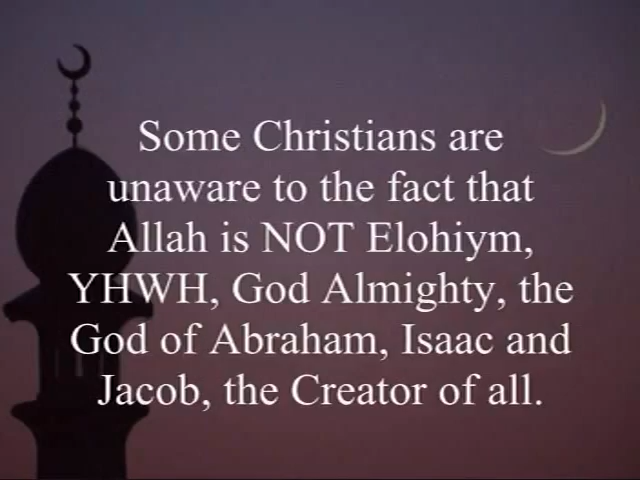 Some Christians are
unaware to the fact that
Allah is NOT Elohiym,
YHWH, God Almighty, the
God of Abraham, Isaac and
Jacob, the Creator of all.